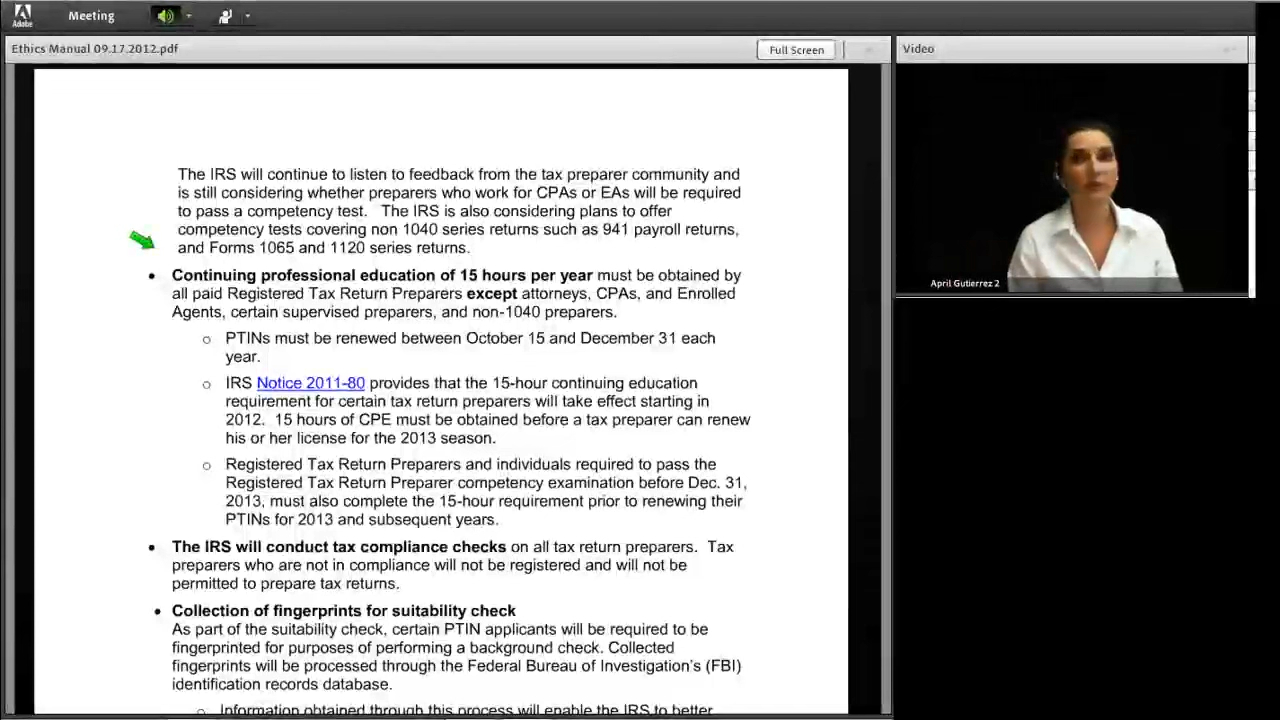 Adobe
Meeting
Ethics Manual 09.17.2012.pdf
Full Screen
Video
The IRS will continue to listen to feedback from the tax preparer community and
is still considering whether preparers who work for CPAs or EAs will be required
to pass a competency test.   The IRS is also considering plans to offer
competency tests covering non 1040 series returns such as 941 payroll returns,
and Forms 1065 and 1120 series returns.
• Continuing professional education of 15 hours per year must be obtained by
all paid Registered Tax Return Preparers except attorneys, CPAs, and Enrolled
Agents, certain supervised preparers, and non-1040 preparers.
o PTINs must be renewed between October 15 and December 31 each
year.
o IRS Notice 2011-80 provides that the 15-hour continuing education
requirement for certain tax return preparers will take effect starting in
2012.  15 hours of CPE must be obtained before a tax preparer can renew
his or her license for the 2013 season.
o Registered Tax Return Preparers and individuals required to pass the
Registered Tax Return Preparer competency examination before Dec. 31,
2013, must also complete the 15-hour requirement prior to renewing their
PTINs for 2013 and subsequent years.
• The IRS will conduct tax compliance checks on all tax return preparers.  Tax
preparers who are not in compliance will not be registered and will not be
permitted to prepare tax returns.
• Collection of fingerprints for suitability check
As part of the suitability check, certain PTIN applicants will be required to be
fingerprinted for purposes of performing a background check. Collected
fingerprints will be processed through the Federal Bureau of Investigation's (FBI)
identification records database.
o Information obtained through this process will enable the IRS to better
April Gutierrez 2